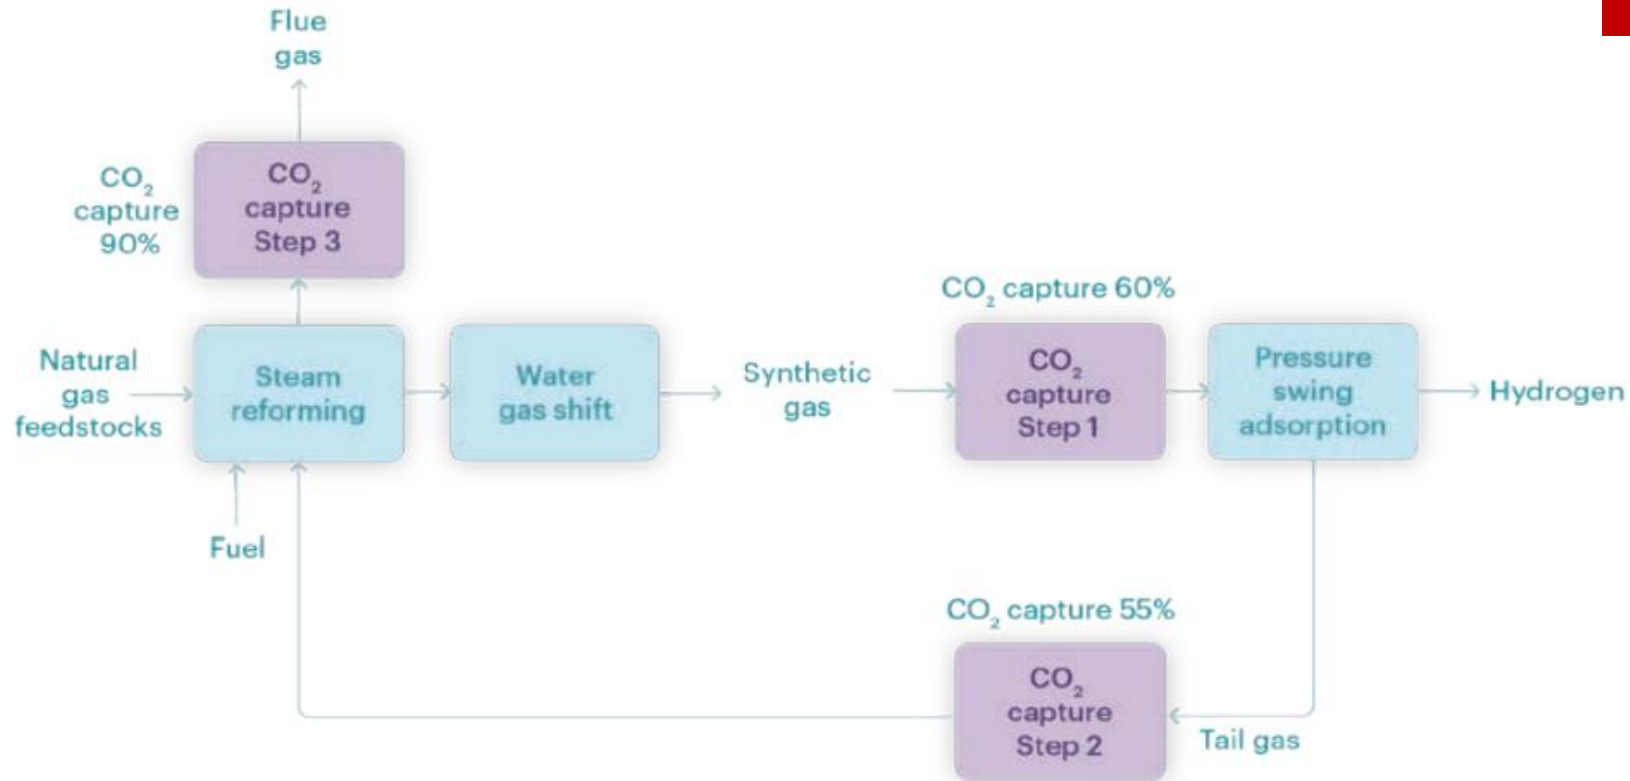 Flue
gas
CO₂
capture
90%
CO₂
capture
Step 3
CO₂ capture 60%
Natural
gas
feedstocks
Steam
reforming
Water
gas shift
Synthetic
gas
CO₂
capture
Step 1
Pressure
swing
adsorption
Hydrogen
Fuel
CO₂ capture 55%
CO₂
capture
Step 2
Tail gas